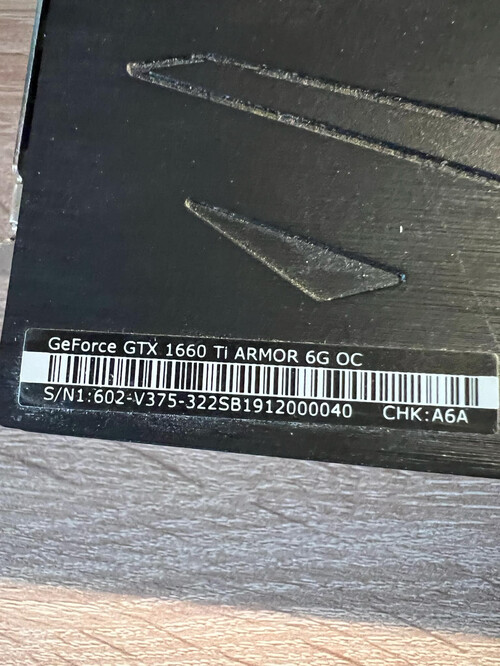 GeForce GTX 1660 Ti ARMOR 6G OC
S/N1:602-V375-322SB1912000040 CHK:A6A